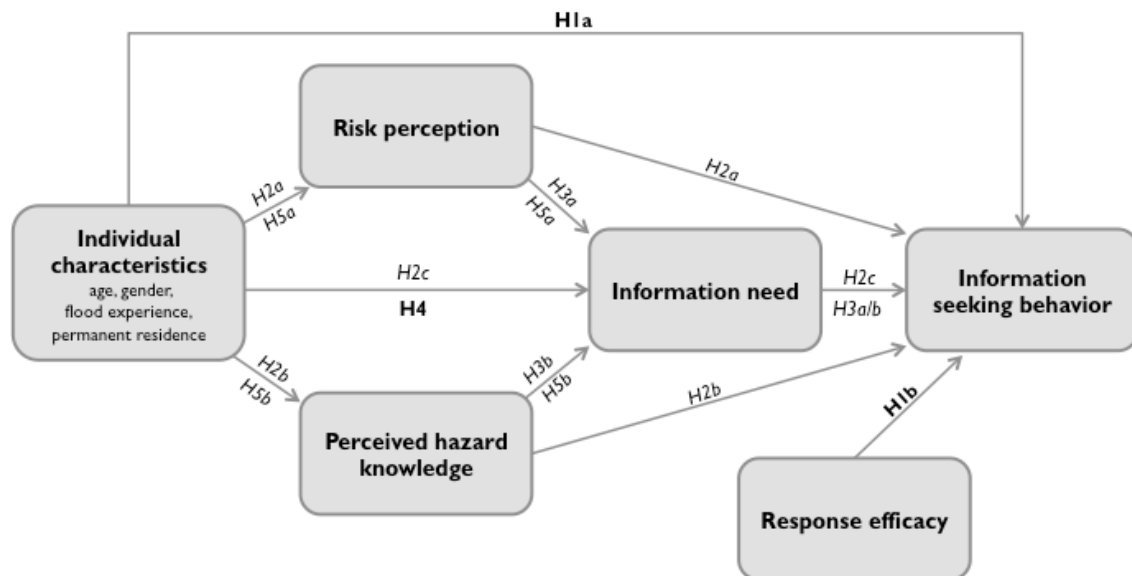 H1a
Risk perception
H2a
H5a
H3a
H5a
H2a
Individual
characteristics
age, gender,
flood experience,
permanent residence
H2c
H4
Information need
H2c
H3a/b
Information
seeking behavior
H2b
H5b
H3b
H5b
H2b
H1b
Perceived hazard
knowledge
Response efficacy